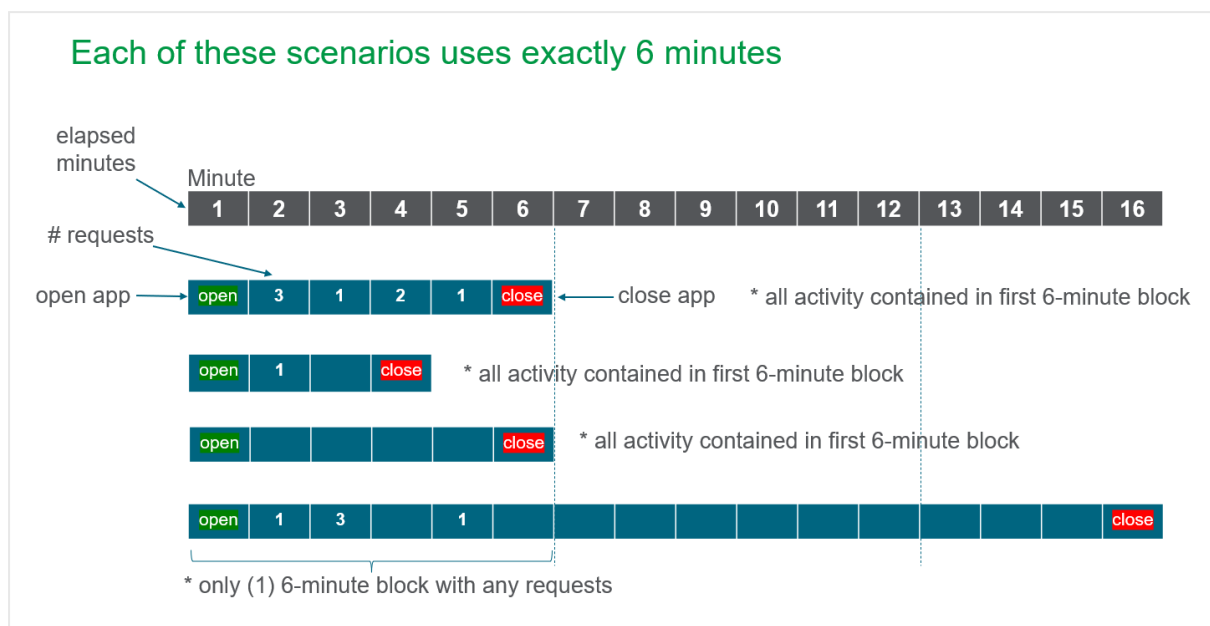 Each of these scenarios uses exactly 6 minutes
elapsed
minutes
Minute
1 2 3 4 5 6 7 8 9 10 11 12 13 14 15 16
# requests
open app
open 3 1 2 1 close
close app
* all activity contained in first 6-minute block
open 1 close
* all activity contained in first 6-minute block
open close
* all activity contained in first 6-minute block
open 1 3 1 close
* only (1) 6-minute block with any requests